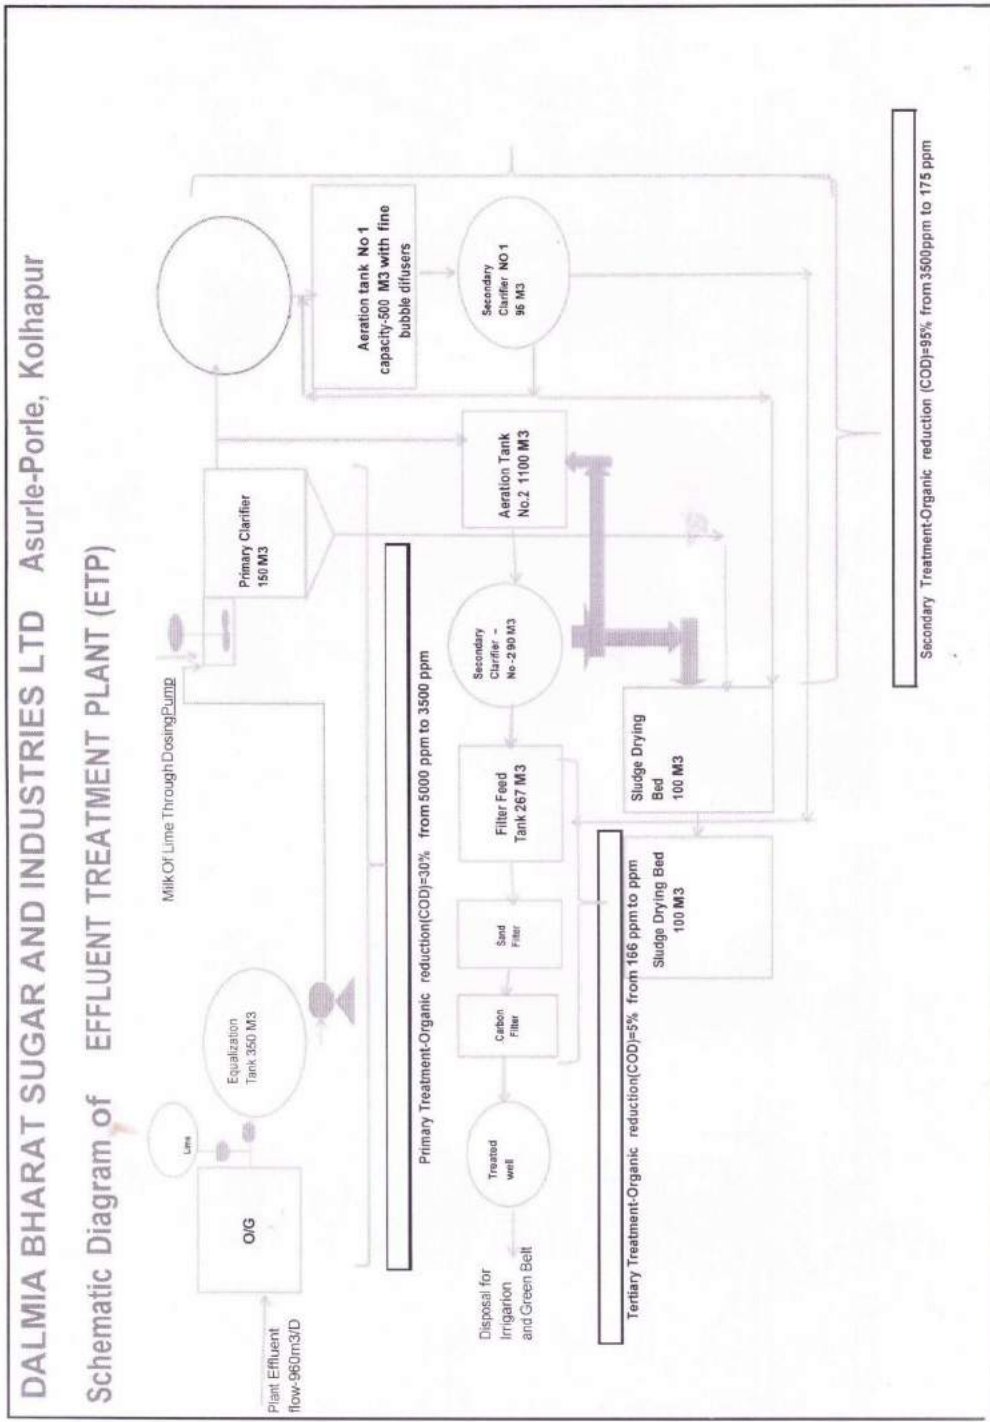 DALMIA BHARAT SUGAR AND INDUSTRIES LTD Asurle-Porle, Kolhapur
Schematic Diagram of EFFLUENT TREATMENT PLANT (ETP)
Plant Effluent
flow-960m3/D
O/G
Lime
Equalization
Tank 350 M3
Milk Of Lime Through Dosing Pump
Primary Clarifier
150 M3
Aeration tank No 1
capacity-500 M3 with fine
bubble difusers
Secondary
Clarifier NO 1
96 M3
Primary Treatment-Organic reduction(COD)=30% from 5000 ppm to 3500 ppm
Aeration Tank
No.2 1100 M3
Secondary
Clarifier –
No-2 90 M3
Filter Feed
Tank 267 M3
Sand
Filter
.Carbon
Filter
Treated
well
Disposal for
Irrigarion
and Green Belt
Sludge Drying
Bed
100 M3
Sludge Drying Bed
100 M3
Tertiary Treatment-Organic reduction(COD)=5% from 166 ppm to ppm
Secondary Treatment-Organic reduction (COD)=95% from 3500ppm to 175 ppm